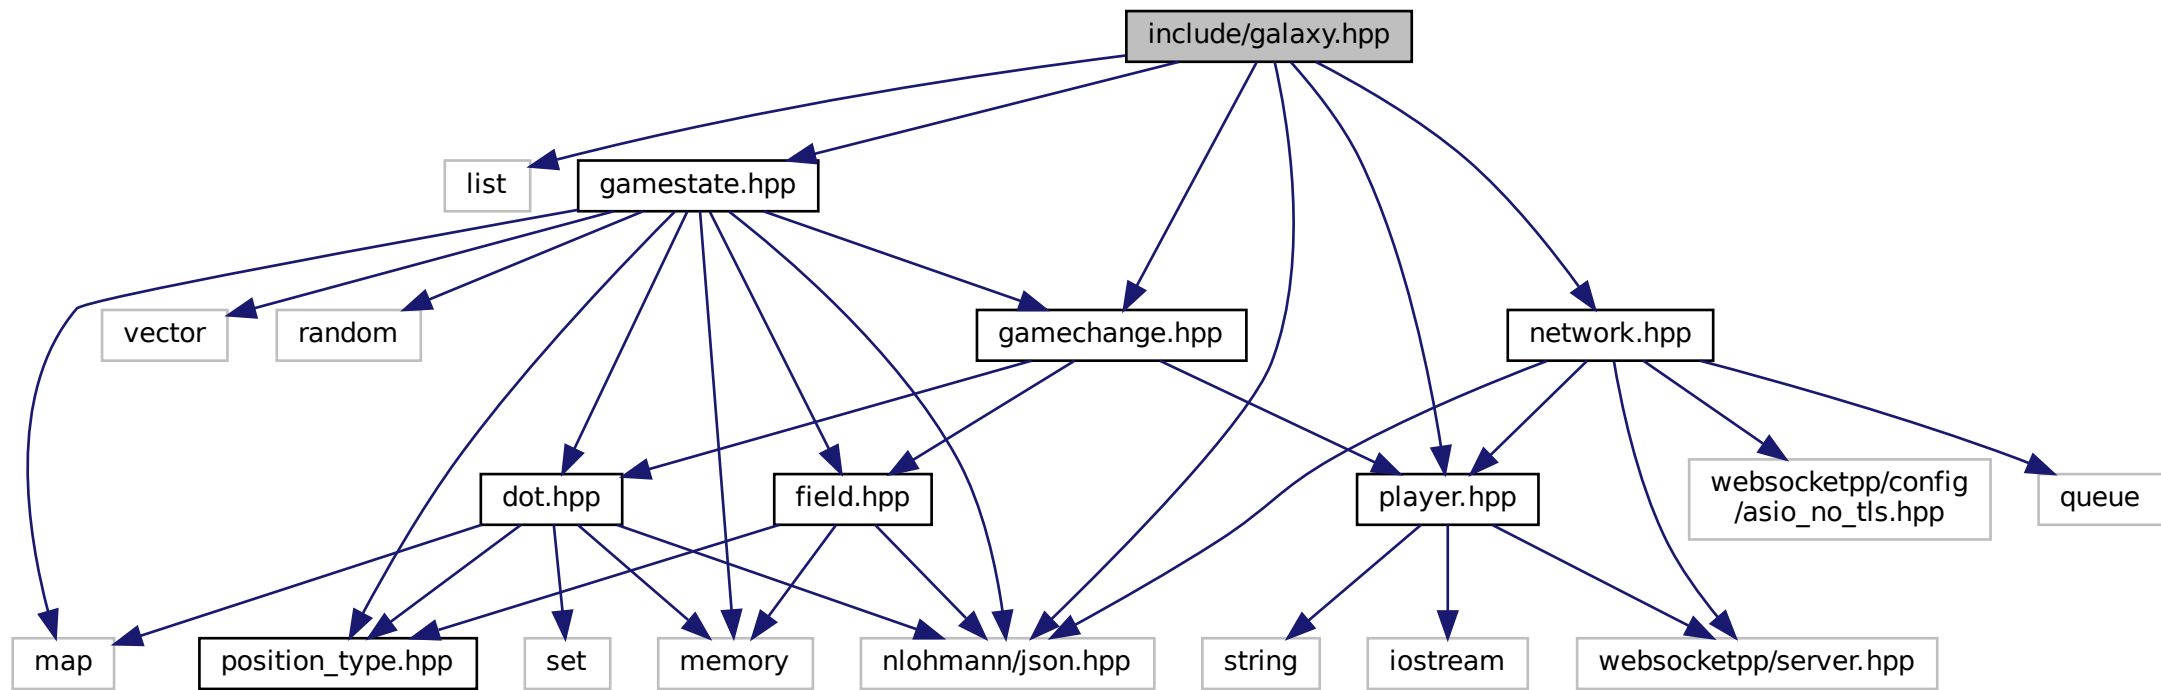 include/galaxy.hpp
list
gamestate.hpp
vector
random
gamechange.hpp
network.hpp
dot.hpp
field.hpp
player.hpp
websocketpp/config
/asio_no_tls.hpp
queue
map
position_type.hpp
set
memory
nlohmann/json.hpp
string
iostream
websocketpp/server.hpp